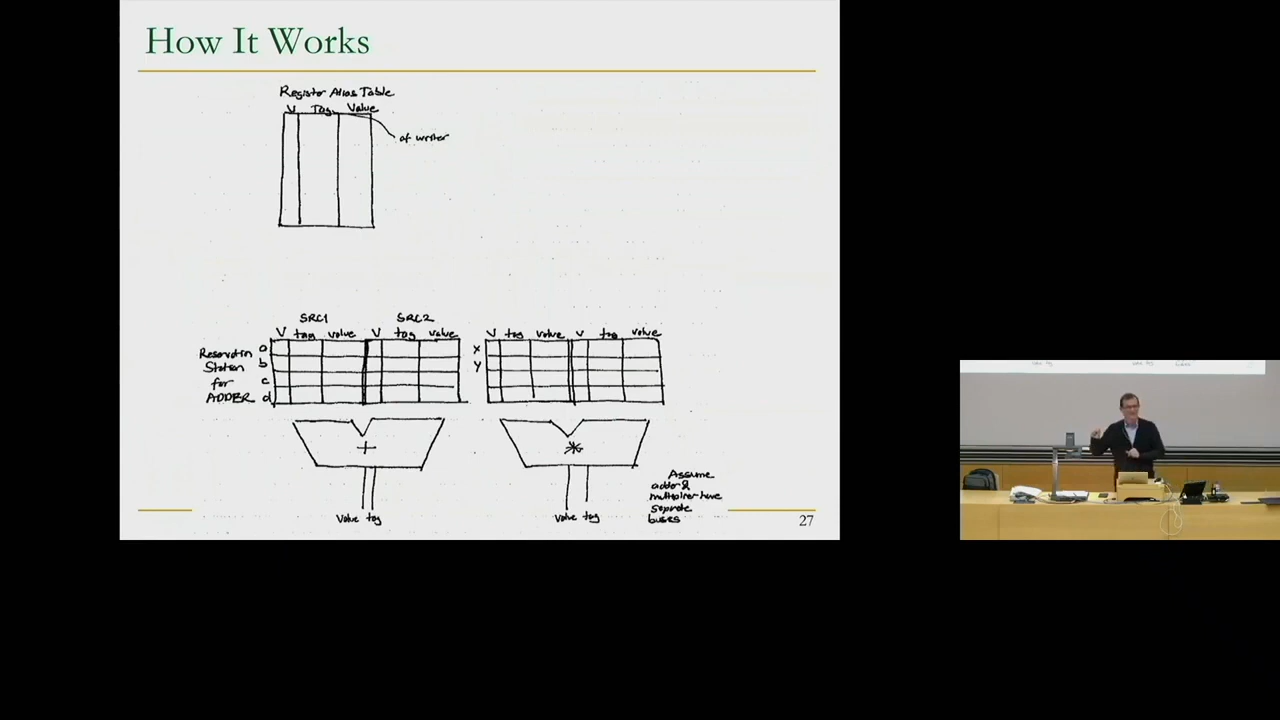 How It Works
Register Alias Table
V Tag Value
of writer
SRC1 SRC2
V tag value V tag value
V tag value V tag value
Reservation Station for ADDER
a
b
c
d
x
y
+
*
Value tag
Value tag
Assume
adder &
multiplier have
separate
buses
27